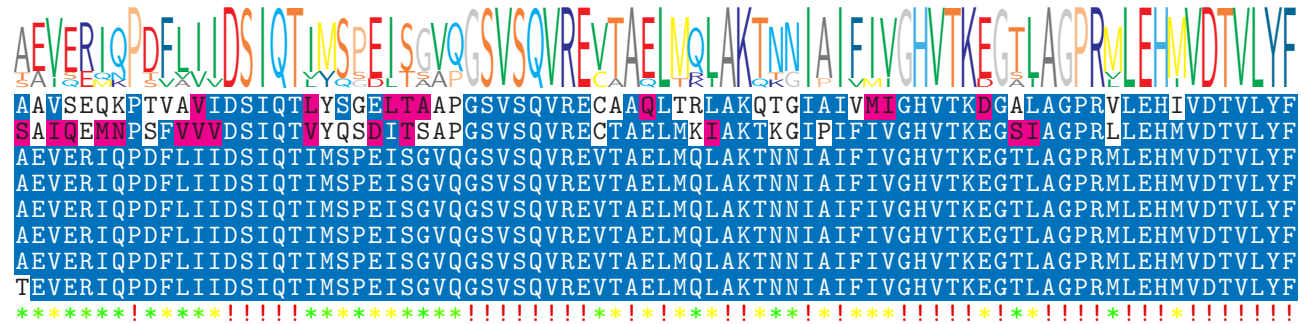 AEVERIQPDFLIIDSIQTIMSPEISGVQGSVSQVREVTAELMQLAKTNNIAIFIVGHVTKEGTLAGPRMLEHMVDTVLYF
AAVSEQKPTVAVIDSIQTLYSGELTAAPGSVSQVRECAAQLTRLAKQTGIAIVMIGHVTKDGALAGPRVLEHIVDTVLYF
SAIQEMNPSFVVVDSIQTVYQSDITSAPGSVSQVRECTAELMKIAKTKGIPIFIVGHVTKEGSIAGPRLLEHMVDTVLYF
AEVERIQPDFLIIDSIQTIMSPEISGVQGSVSQVREVTAELMQLAKTNNIAIFIVGHVTKEGTLAGPRMLEHMVDTVLYF
AEVERIQPDFLIIDSIQTIMSPEISGVQGSVSQVREVTAELMQLAKTNNIAIFIVGHVTKEGTLAGPRMLEHMVDTVLYF
AEVERIQPDFLIIDSIQTIMSPEISGVQGSVSQVREVTAELMQLAKTNNIAIFIVGHVTKEGTLAGPRMLEHMVDTVLYF
AEVERIQPDFLIIDSIQTIMSPEISGVQGSVSQVREVTAELMQLAKTNNIAIFIVGHVTKEGTLAGPRMLEHMVDTVLYF
AEVERIQPDFLIIDSIQTIMSPEISGVQGSVSQVREVTAELMQLAKTNNIAIFIVGHVTKEGTLAGPRMLEHMVDTVLYF
TEVERIQPDFLIIDSIQTIMSPEISGVQGSVSQVREVTAELMQLAKTNNIAIFIVGHVTKEGTLAGPRMLEHMVDTVLYF
*******!*****!!!!!**********!!!!!!!!**!*!***!!***!*!***!!!!!*!**!!!!*!!!*!!!!!!!